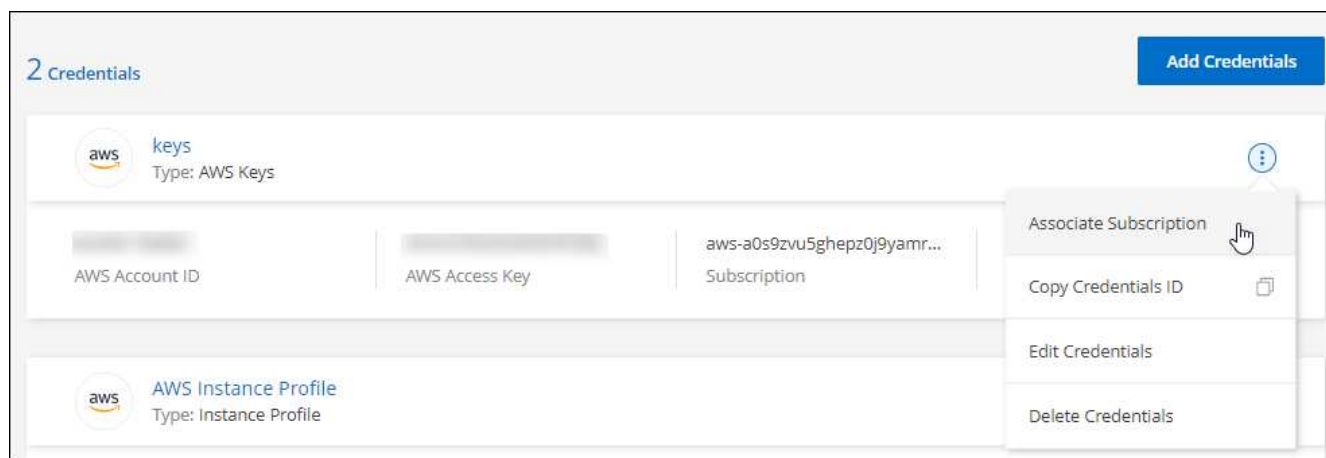 2 Credentials
Add Credentials
aws
keys
Type: AWS Keys
Associate Subscription
aws-a0s9zvu5ghepz0j9yamr...
AWS Account ID
AWS Access Key
Subscription
Copy Credentials ID
Edit Credentials
aws
AWS Instance Profile
Type: Instance Profile
Delete Credentials